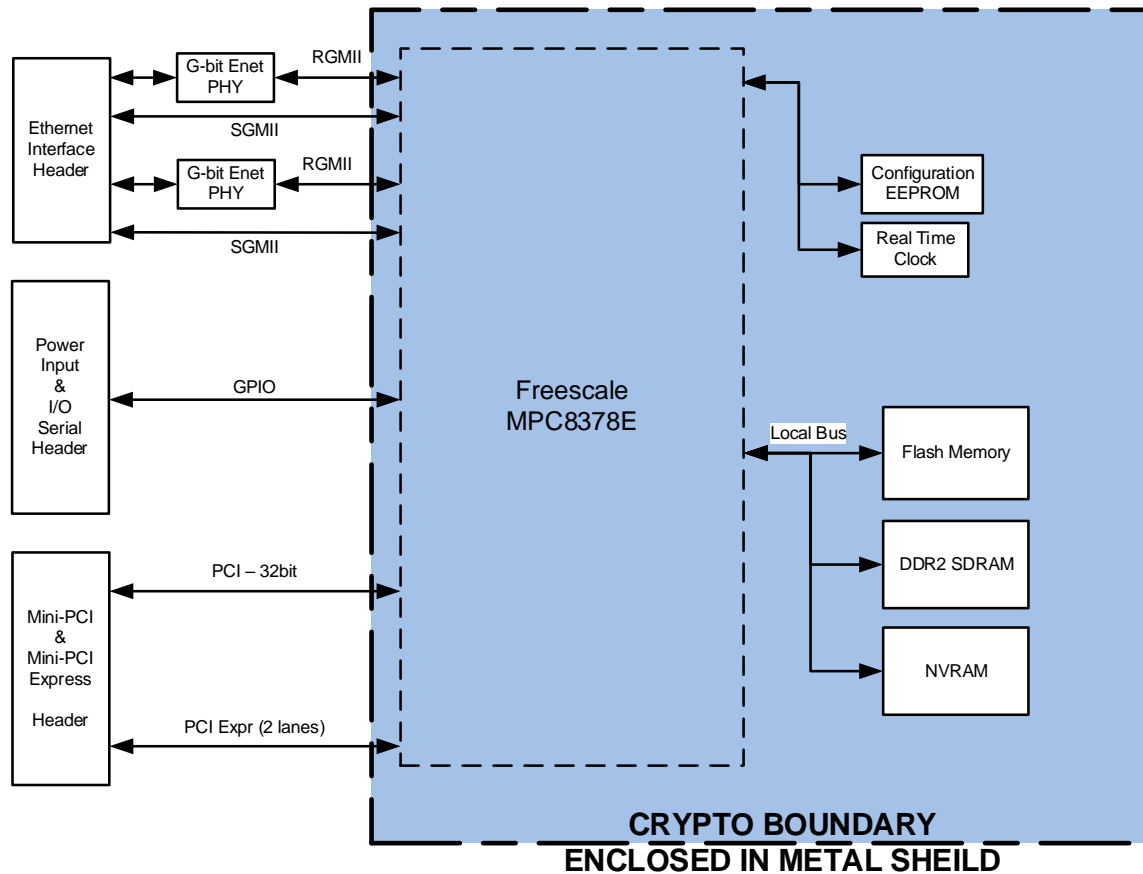 Ethernet
Interface
Header
G-bit Enet
PHY
RGMII
SGMII
G-bit Enet
PHY
RGMII
SGMII
Power
Input
&
I/O
Serial
Header
GPIO
Mini-PCI
&
Mini-PCI
Express
Header
PCI – 32bit
PCI Expr (2 lanes)
Freescale
MPC8378E
Configuration
EEPROM
Real Time
Clock
Local Bus
Flash Memory
DDR2 SDRAM
NVRAM
CRYPTO BOUNDARY
ENCLOSED IN METAL SHEILD